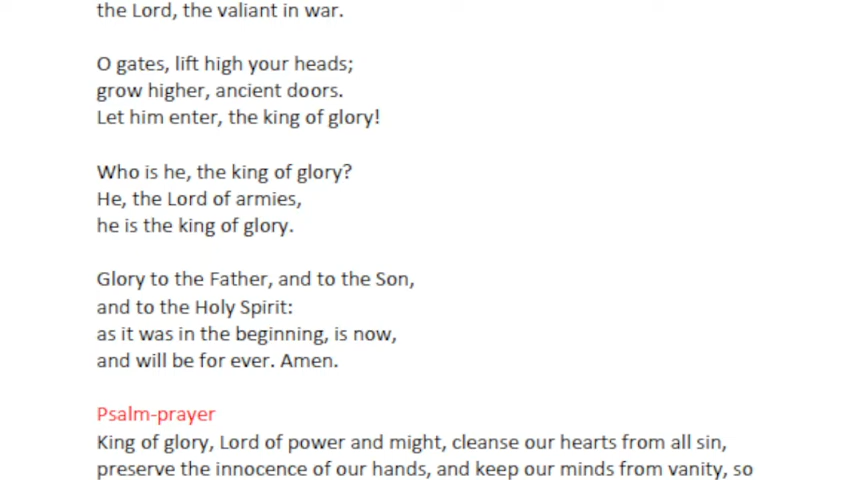 the Lord, the valiant in war.
O gates, lift high your heads;
grow higher, ancient doors.
Let him enter, the king of glory!
Who is he, the king of glory?
He, the Lord of armies,
he is the king of glory.
Glory to the Father, and to the Son,
and to the Holy Spirit:
as it was in the beginning, is now,
and will be for ever. Amen.
Psalm-prayer
King of glory, Lord of power and might, cleanse our hearts from all sin,
preserve the innocence of our hands, and keep our minds from vanity, so